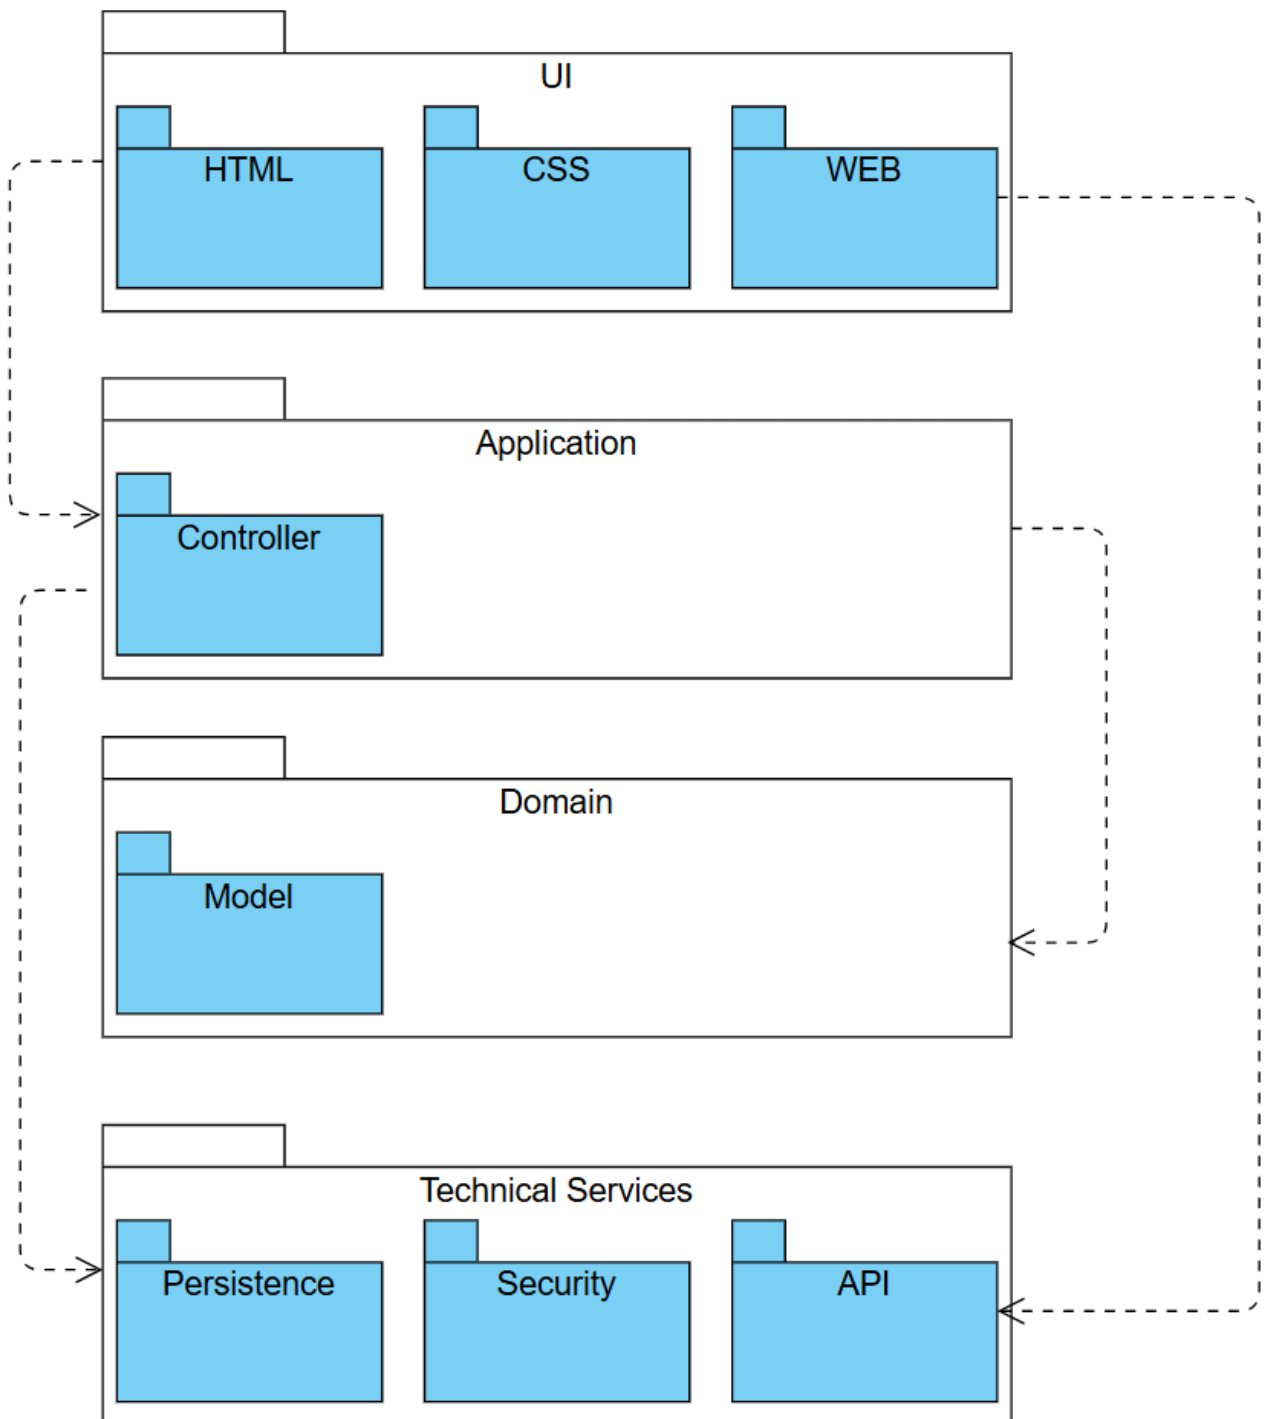 UI
HTML
CSS
WEB
Application
Controller
Domain
Model
Technical Services
Persistence
Security
API